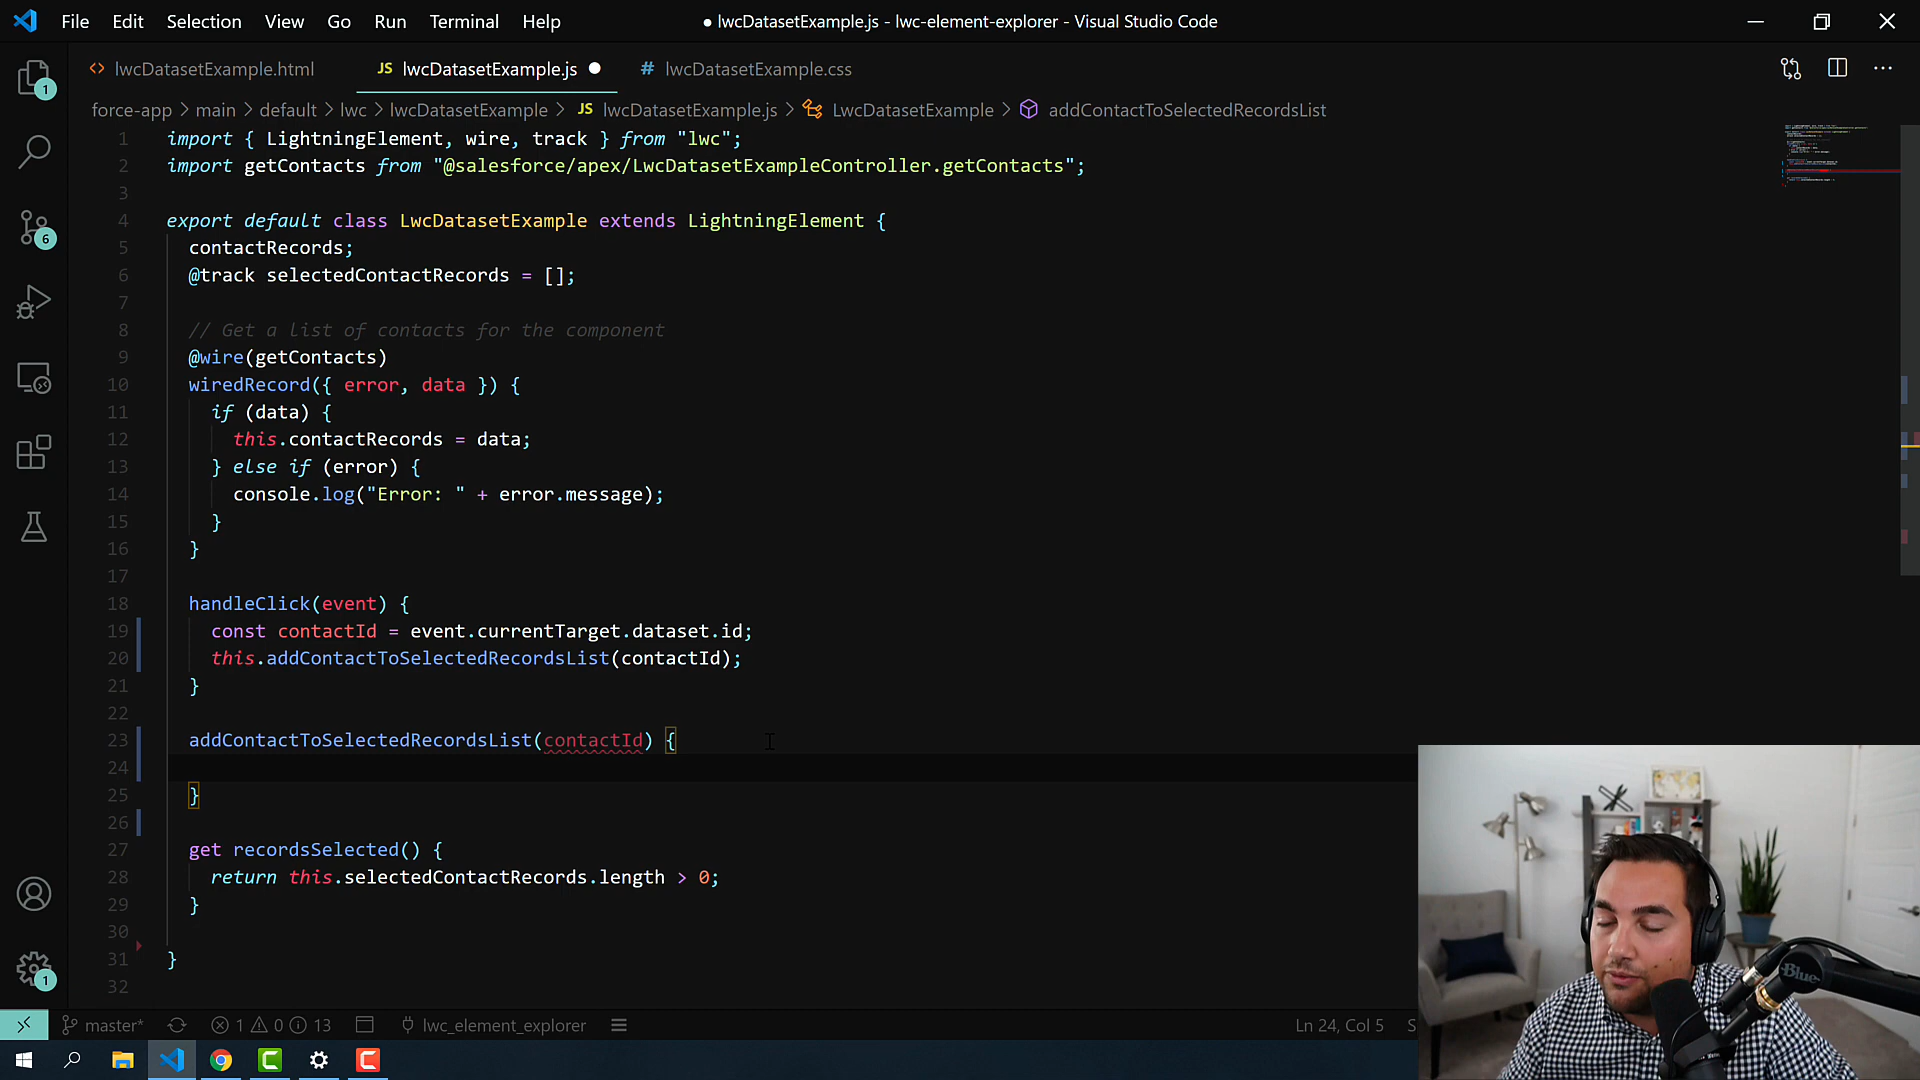 File Edit Selection View Go Run Terminal Help
● lwcDatasetExample.js - lwc-element-explorer - Visual Studio Code
<> lwcDatasetExample.html JS lwcDatasetExample.js ● # lwcDatasetExample.css
force-app > main > default > lwc > lwcDatasetExample > JS lwcDatasetExample.js > LwcDatasetExample > addContactToSelectedRecordsList
1 import { LightningElement, wire, track } from "lwc";
2 import getContacts from "@salesforce/apex/LwcDatasetExampleController.getContacts";
3
4 export default class LwcDatasetExample extends LightningElement {
5 contactRecords;
6 @track selectedContactRecords = [];
7
8 // Get a list of contacts for the component
9 @wire(getContacts)
10 wiredRecord({ error, data }) {
11 if (data) {
12 this.contactRecords = data;
13 } else if (error) {
14 console.log("Error: " + error.message);
15 }
16 }
17
18 handleClick(event) {
19 const contactId = event.currentTarget.dataset.id;
20 this.addContactToSelectedRecordsList(contactId);
21 }
22
23 addContactToSelectedRecordsList(contactId) {
24
25 }
26
27 get recordsSelected() {
28 return this.selectedContactRecords.length > 0;
29 }
30
31 }
32
1
6
1
master* 1 0 13 lwc_element_explorer Ln 24, Col 5 S
Blue